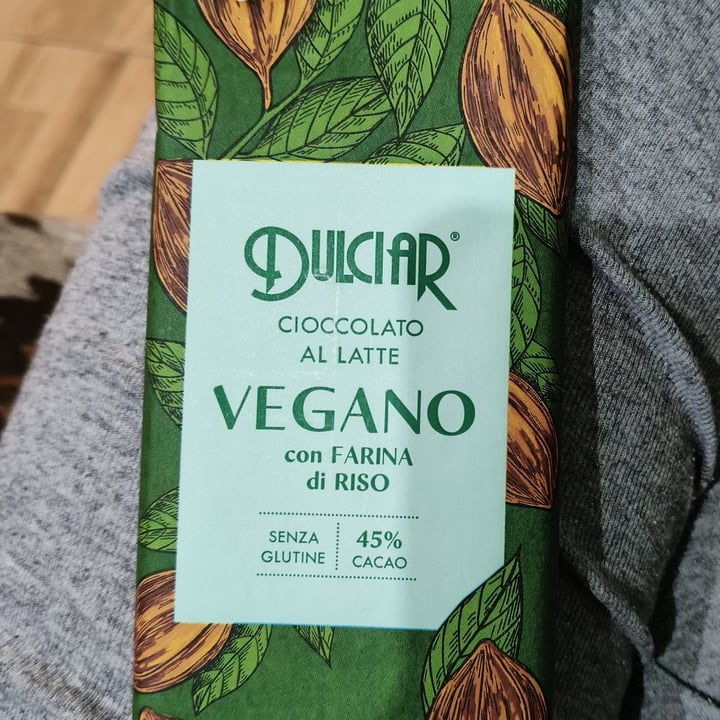 DULCIAR®
CIOCCOLATO
AL LATTE
VEGANO
con FARINA
di RISO
SENZA
GLUTINE
45%
CACAO